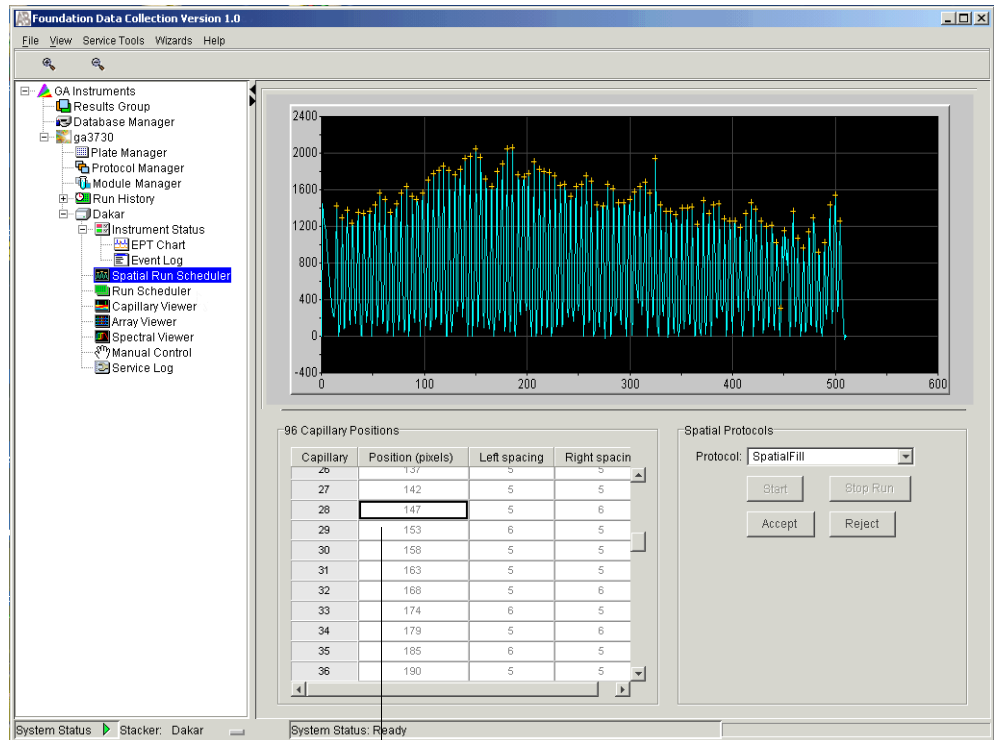 Foundation Data Collection Version 1.0
File View Service Tools Wizards Help
GA Instruments
Results Group
Database Manager
ga3730
Plate Manager
Protocol Manager
Module Manager
Run History
Dakar
Instrument Status
EPT Chart
Event Log
Spatial Run Scheduler
Run Scheduler
Capillary Viewer
Array Viewer
Spectral Viewer
Manual Control
Service Log
2400
2000
1600
1200
800
400
0
-400
0 100 200 300 400 500 600
96 Capillary Positions
Capillary Position (pixels) Left spacing Right spacin
26 137 5 5
27 142 5 5
28 147 5 6
29 153 6 5
30 158 5 5
31 163 5 5
32 168 5 6
33 174 6 5
34 179 5 6
35 185 6 5
36 190 5 5
Spatial Protocols
Protocol: SpatialFill
Start Stop Run
Accept Reject
System Status Stacker: Dakar System Status: Ready